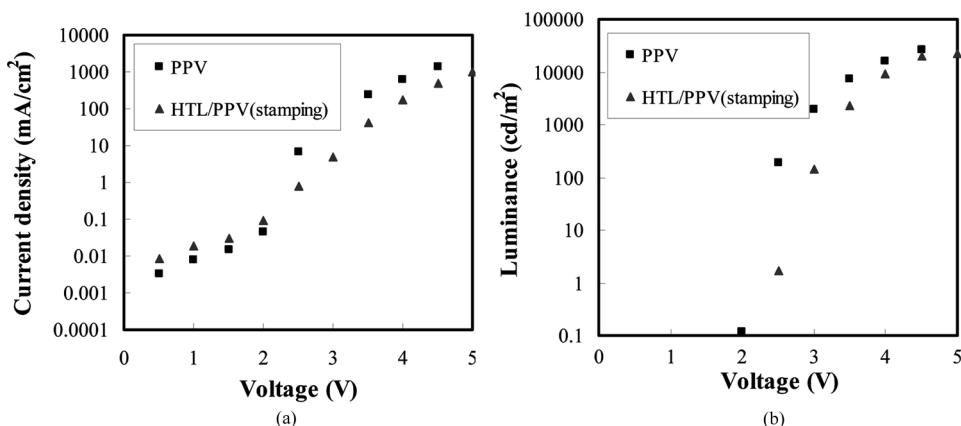 10000
1000
100
10
1
0.1
0.01
0.001
0.0001
Current density (mA/cm²)
PPV
HTL/PPV(stamping)
0 1 2 3 4 5
Voltage (V)
(a)
100000
10000
1000
100
10
1
0.1
Luminance (cd/m²)
PPV
HTL/PPV(stamping)
0 1 2 3 4 5
Voltage (V)
(b)